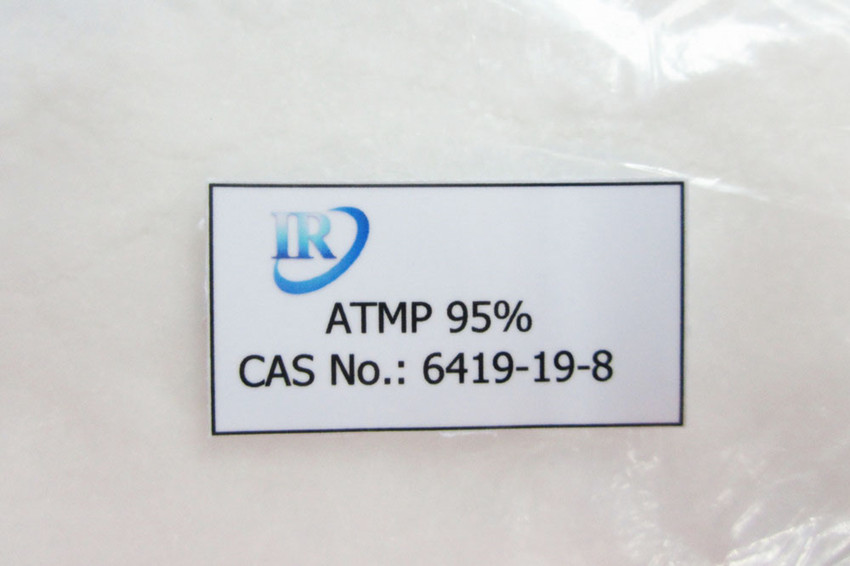 IR
ATMP 95%
CAS No.: 6419-19-8